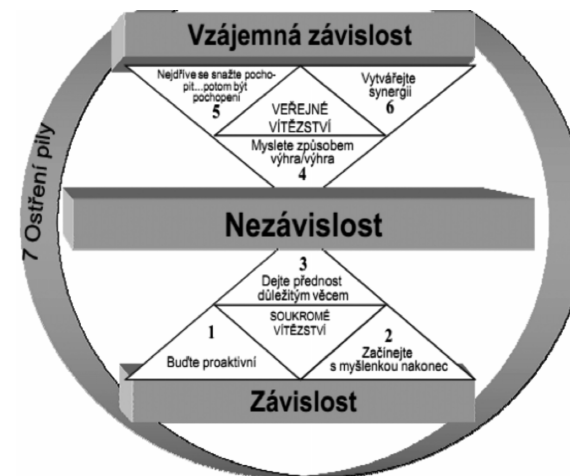 Vzájemná závislost
Nejdříve se snažte pocho-
pit...potom být
pochopeni
5
Vytvářejte
synergii
6
VEŘEJNÉ
VÍTĚZSTVÍ
Myslete způsobem
výhra/výhra
4
7 Ostření pily
Nezávislost
3
Dejte přednost
důležitým věcem
1
Buďte proaktivní
SOUKROMÉ
VÍTĚZSTVÍ
2
Začinejte
s myšlenkou nakonec
Závislost